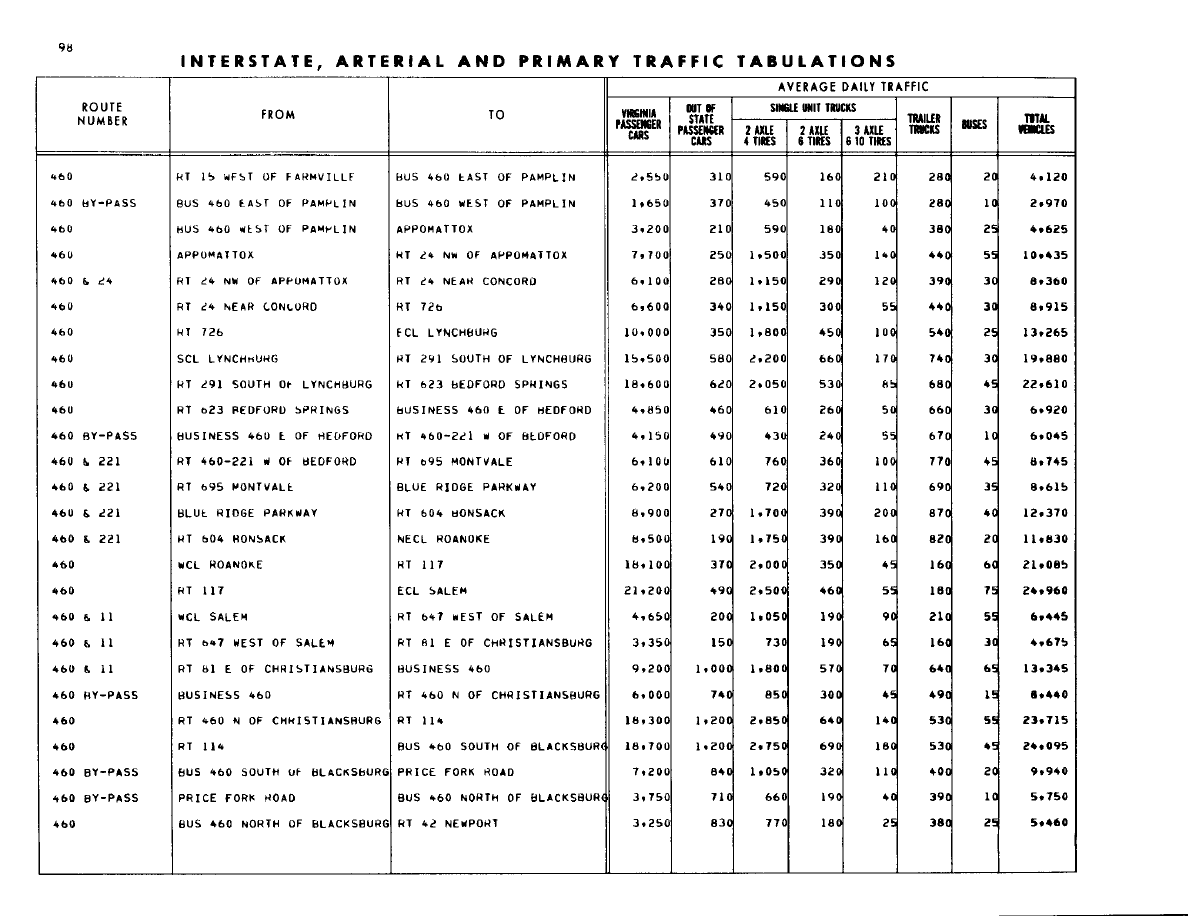 98
INTERSTATE, ARTERIAL AND PRIMARY TRAFFIC TABULATIONS
ROUTE NUMBER FROM TO AVERAGE DAILY TRAFFIC
VIRGINIA PASSENGER CARS OUT OF STATE PASSENGER CARS SINGLE UNIT TRUCKS 2 AXLE 4 TIRES 2 AXLE 6 TIRES 3 AXLE 6 10 TIRES TRAILER TRUCKS BUSES TOTAL VEHICLES
460 RT 15 WEST OF FARMVILLE BUS 460 EAST OF PAMPLIN 2,550 310 590 160 210 280 20 4,120
460 BY-PASS BUS 460 EAST OF PAMPLIN BUS 460 WEST OF PAMPLIN 1,650 370 450 110 100 280 10 2,970
460 BUS 460 WEST OF PAMPLIN APPOMATTOX 3,200 210 590 180 40 380 25 4,625
460 APPOMATTOX RT 24 NW OF APPOMATTOX 7,700 250 1,500 350 140 440 55 10,435
460 & 24 RT 24 NW OF APPOMATTOX RT 24 NEAR CONCORD 6,100 280 1,150 290 120 390 30 8,360
460 RT 24 NEAR CONCORD RT 726 6,600 340 1,150 300 55 440 30 8,915
460 RT 726 ECL LYNCHBURG 10,000 350 1,800 450 100 540 25 13,265
460 SCL LYNCHBURG RT 291 SOUTH OF LYNCHBURG 15,500 580 2,200 660 170 740 30 19,880
460 RT 291 SOUTH OF LYNCHBURG RT 623 BEDFORD SPRINGS 18,600 620 2,050 530 85 680 45 22,610
460 RT 623 BEDFORD SPRINGS BUSINESS 460 E OF BEDFORD 4,850 460 610 260 50 660 30 6,920
460 BY-PASS BUSINESS 460 E OF BEDFORD RT 460-221 W OF BEDFORD 4,150 490 430 240 55 670 10 6,045
460 & 221 RT 460-221 W OF BEDFORD RT 695 MONTVALE 6,100 610 760 360 100 770 45 8,745
460 & 221 RT 695 MONTVALE BLUE RIDGE PARKWAY 6,200 540 720 320 110 690 35 8,615
460 & 221 BLUE RIDGE PARKWAY RT 604 BONSACK 8,900 270 1,700 390 200 870 40 12,370
460 & 221 RT 604 BONSACK NECL ROANOKE 8,500 190 1,750 390 160 820 20 11,830
460 WCL ROANOKE RT 117 18,100 370 2,000 350 45 160 60 21,085
460 RT 117 ECL SALEM 21,200 490 2,500 460 55 180 75 24,960
460 & 11 WCL SALEM RT 647 WEST OF SALEM 4,650 200 1,050 190 90 210 55 6,445
460 & 11 RT 647 WEST OF SALEM RT 81 E OF CHRISTIANSBURG 3,350 150 730 190 65 160 30 4,675
460 & 11 RT 81 E OF CHRISTIANSBURG BUSINESS 460 9,200 1,000 1,800 570 70 640 65 13,345
460 BY-PASS BUSINESS 460 RT 460 N OF CHRISTIANSBURG 6,000 740 850 300 45 490 15 8,440
460 RT 460 N OF CHRISTIANSBURG RT 114 18,300 1,200 2,850 640 140 530 55 23,715
460 RT 114 BUS 460 SOUTH OF BLACKSBURG 18,700 1,200 2,750 690 180 530 45 24,095
460 BY-PASS BUS 460 SOUTH OF BLACKSBURG PRICE FORK ROAD 7,200 840 1,050 320 110 400 20 9,940
460 BY-PASS PRICE FORK ROAD BUS 460 NORTH OF BLACKSBURG 3,750 710 660 190 40 390 10 5,750
460 BUS 460 NORTH OF BLACKSBURG RT 42 NEWPORT 3,250 830 770 180 25 380 25 5,460